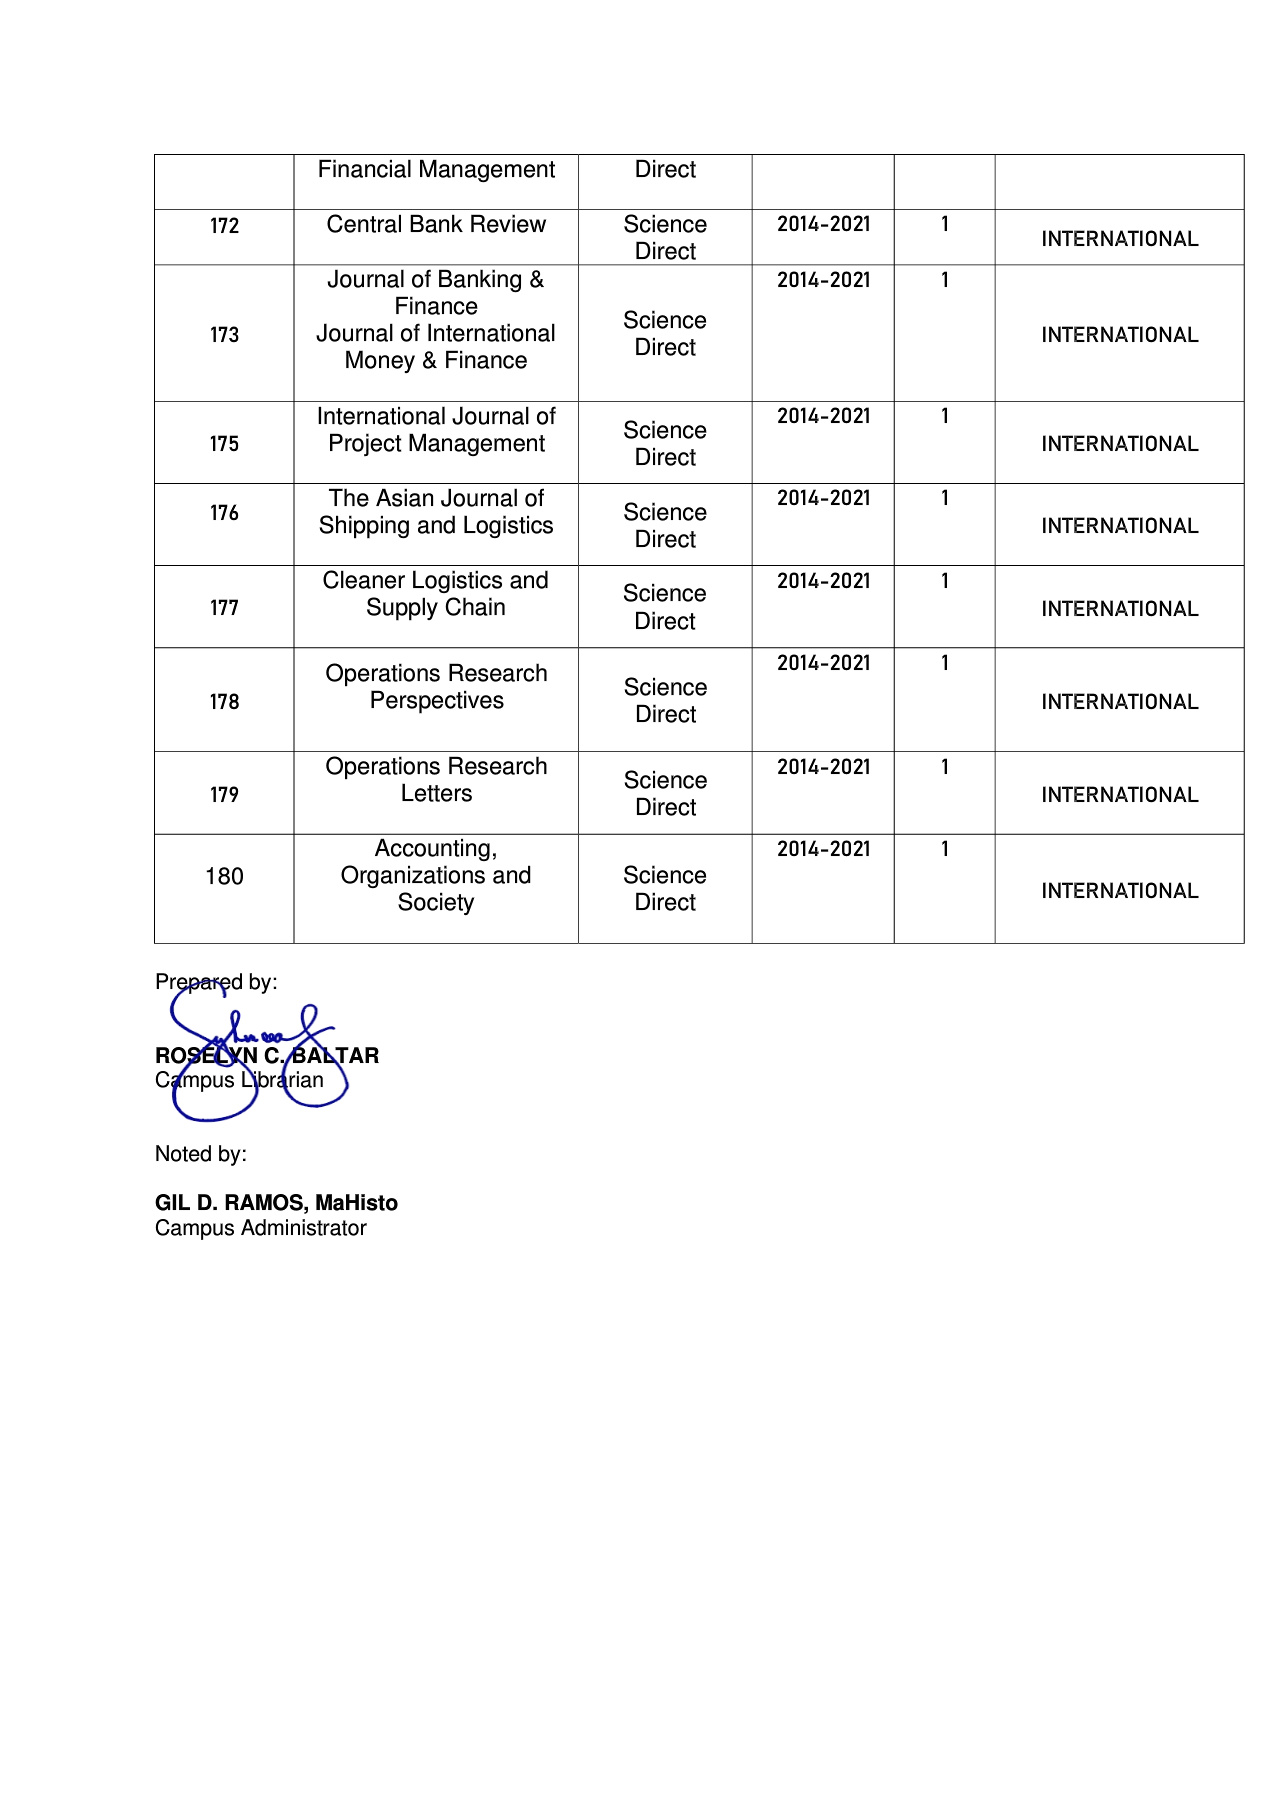 Financial Management Direct
172 Central Bank Review Science Direct 2014-2021 1 INTERNATIONAL
173 Journal of Banking & Finance Journal of International Money & Finance Science Direct 2014-2021 1 INTERNATIONAL
175 International Journal of Project Management Science Direct 2014-2021 1 INTERNATIONAL
176 The Asian Journal of Shipping and Logistics Science Direct 2014-2021 1 INTERNATIONAL
177 Cleaner Logistics and Supply Chain Science Direct 2014-2021 1 INTERNATIONAL
178 Operations Research Perspectives Science Direct 2014-2021 1 INTERNATIONAL
179 Operations Research Letters Science Direct 2014-2021 1 INTERNATIONAL
180 Accounting, Organizations and Society Science Direct 2014-2021 1 INTERNATIONAL
Prepared by:
ROSELYN C. BALTAR
Campus Librarian
Noted by:
GIL D. RAMOS, MaHisto
Campus Administrator